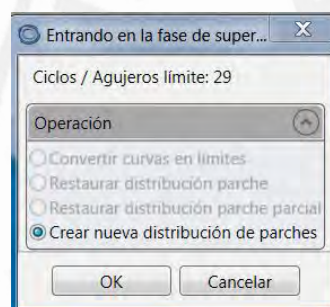 Entrando en la fase de super...
Ciclos / Agujeros límite: 29
Operación
Convertir curvas en límites
Restaurar distribución parche
Restaurar distribución parche parcial
Crear nueva distribución de parches
OK
Cancelar